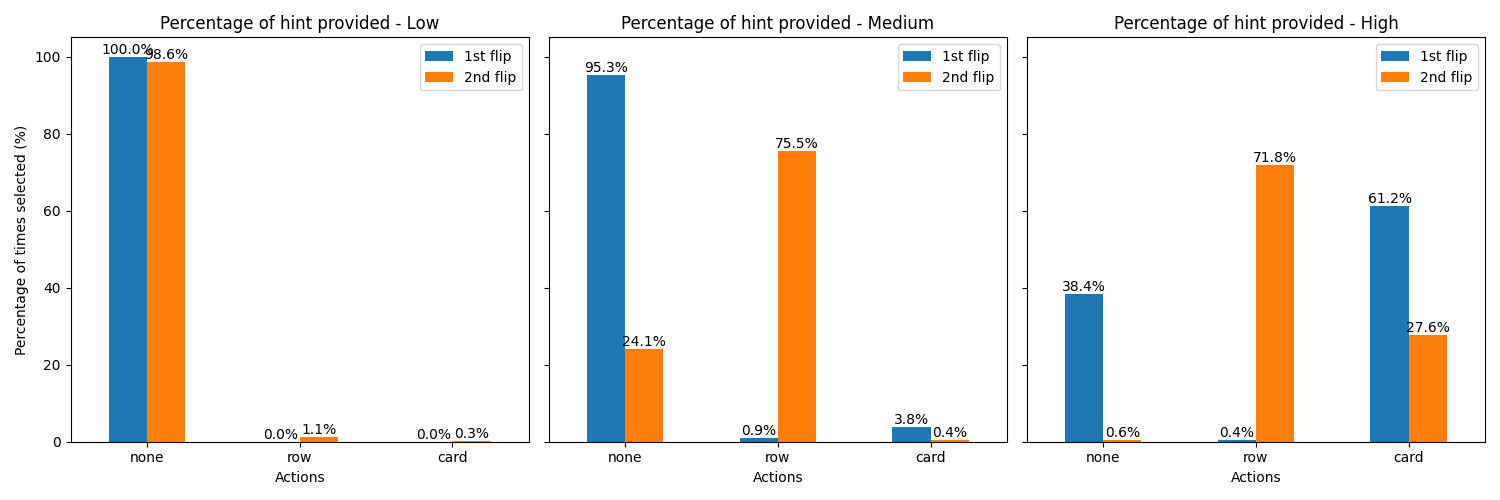 Percentage of hint provided - Low
Percentage of times selected (%)
100
80
60
40
20
0
100.0%
98.6%
0.0%
1.1%
0.0%
0.3%
1st flip
2nd flip
none
row
card
Actions
Percentage of hint provided - Medium
95.3%
24.1%
0.9%
75.5%
3.8%
0.4%
1st flip
2nd flip
none
row
card
Actions
Percentage of hint provided - High
38.4%
0.6%
0.4%
71.8%
61.2%
27.6%
1st flip
2nd flip
none
row
card
Actions